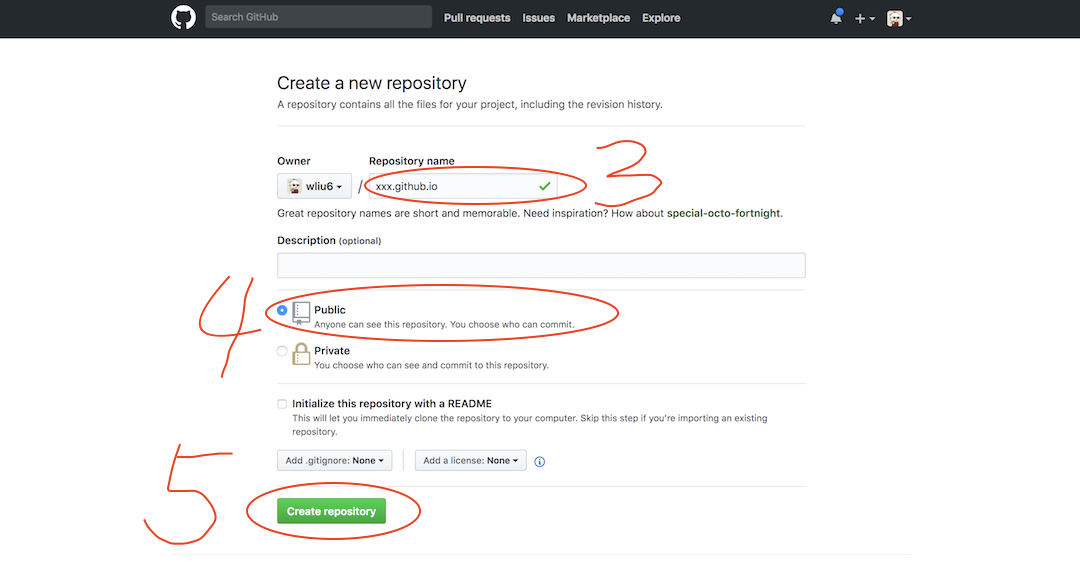 Search GitHub Pull requests Issues Marketplace Explore
Create a new repository
A repository contains all the files for your project, including the revision history.
Owner Repository name
wliu6 / xxx.github.io 3
Great repository names are short and memorable. Need inspiration? How about special-octo-fortnight.
Description (optional)
4 Public
Anyone can see this repository. You choose who can commit.
Private
You choose who can see and commit to this repository.
Initialize this repository with a README
This will let you immediately clone the repository to your computer. Skip this step if you're importing an existing
repository.
Add .gitignore: None Add a license: None
5 Create repository